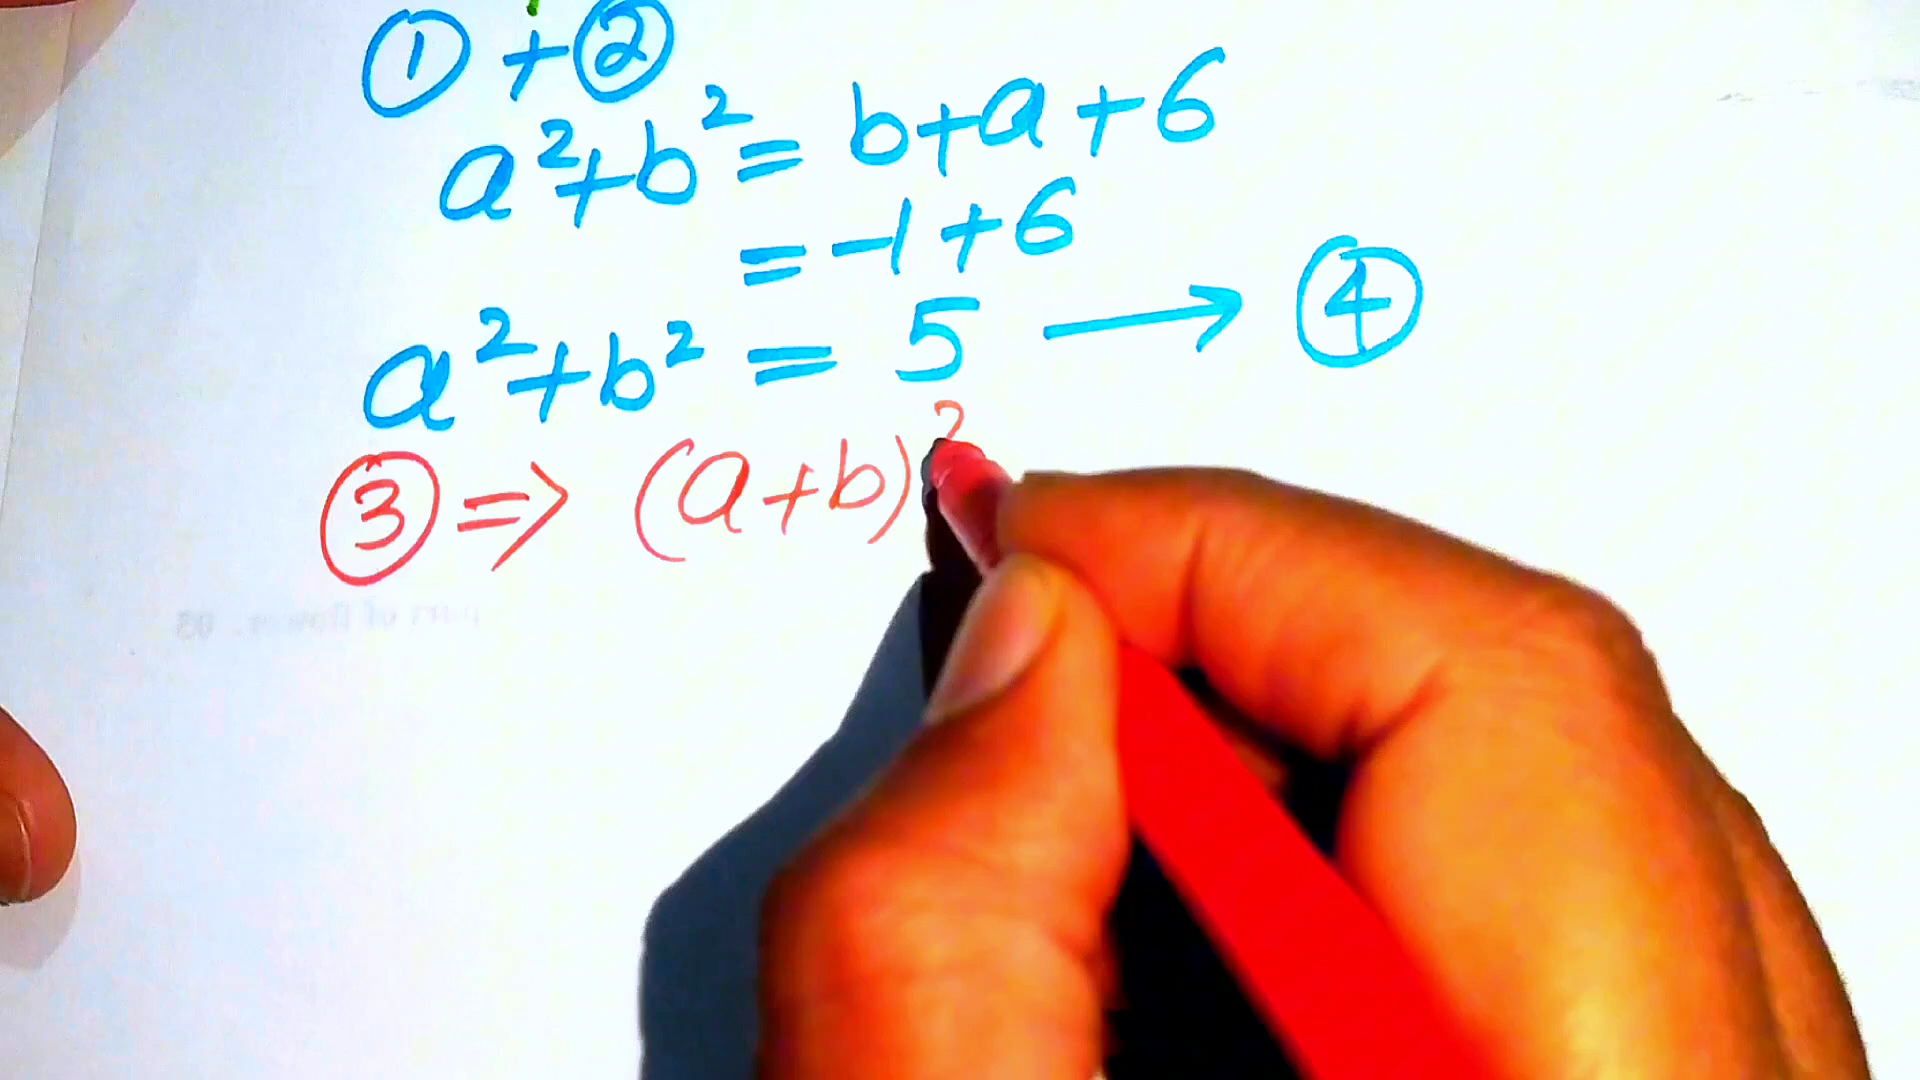 ① + ②
a² + b² = b + a + 6
= -1 + 6
a² + b² = 5 → ④
③ ⇒ (a + b)²